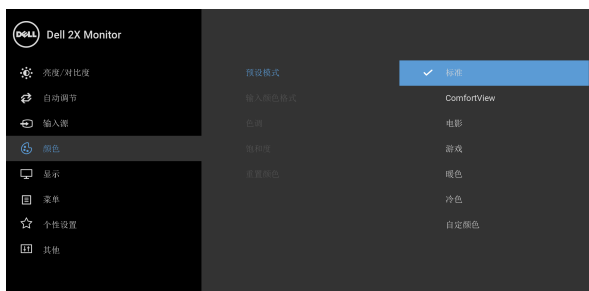 DELL Dell 2X Monitor
亮度/对比度
自动调节
输入源
颜色
显示
菜单
个性设置
其他
预设模式
输入颜色格式
色调
饱和度
重置颜色
标准
ComfortView
电影
游戏
暖色
冷色
自定颜色